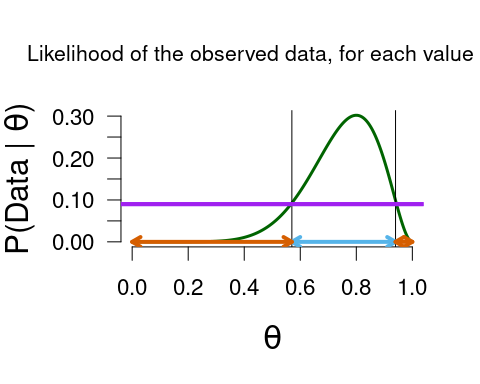 Likelihood of the observed data, for each value
P(Data | θ)
0.30
0.20
0.10
0.00
0.0 0.2 0.4 0.6 0.8 1.0
θ